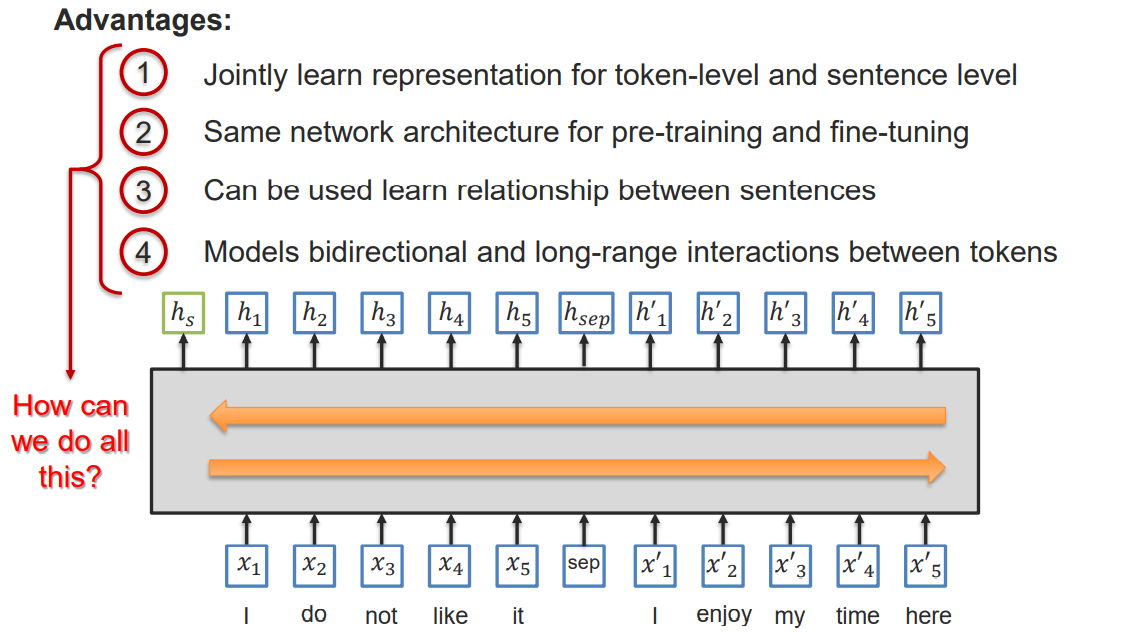 Advantages:
1 Jointly learn representation for token-level and sentence level
2 Same network architecture for pre-training and fine-tuning
3 Can be used learn relationship between sentences
4 Models bidirectional and long-range interactions between tokens
h_s h_1 h_2 h_3 h_4 h_5 h_sep h'_1 h'_2 h'_3 h'_4 h'_5
How can
we do all
this?
x_1 x_2 x_3 x_4 x_5 sep x'_1 x'_2 x'_3 x'_4 x'_5
I do not like it I enjoy my time here